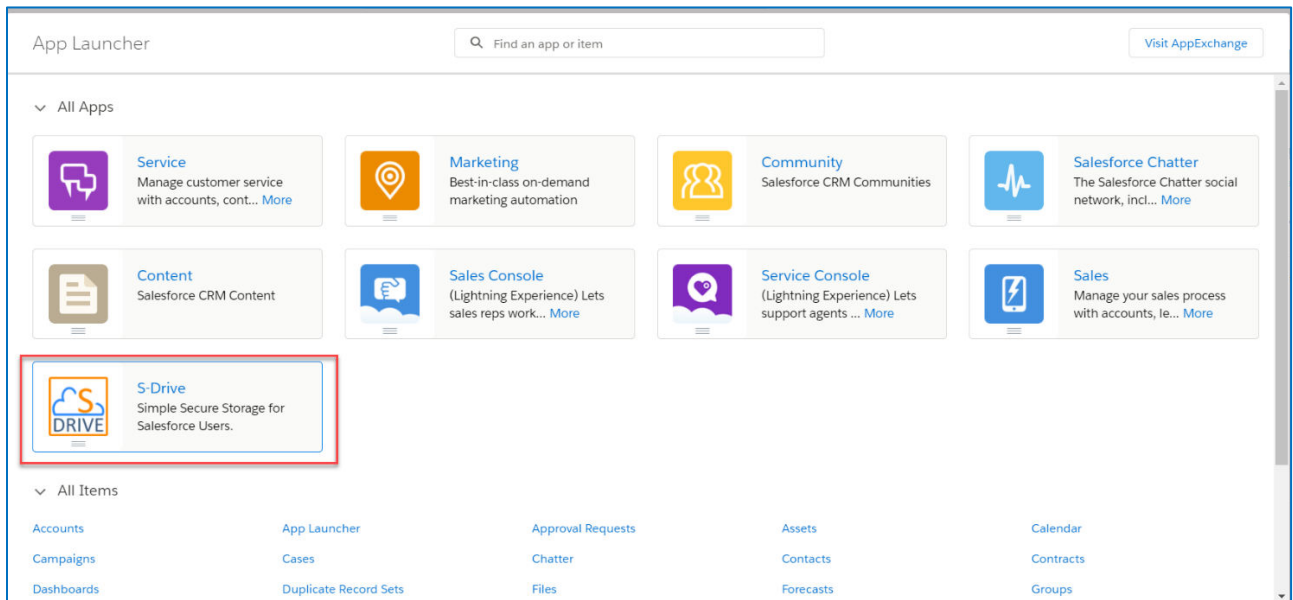 App Launcher
Find an app or item
Visit AppExchange
All Apps
Service
Manage customer service
with accounts, cont... More
Marketing
Best-in-class on-demand
marketing automation
Community
Salesforce CRM Communities
Salesforce Chatter
The Salesforce Chatter social
network, incl... More
Content
Salesforce CRM Content
Sales Console
(Lightning Experience) Lets
sales reps work... More
Service Console
(Lightning Experience) Lets
support agents ... More
Sales
Manage your sales process
with accounts, le... More
S
DRIVE
S-Drive
Simple Secure Storage for
Salesforce Users.
All Items
Accounts
App Launcher
Approval Requests
Assets
Calendar
Campaigns
Cases
Chatter
Contacts
Contracts
Dashboards
Duplicate Record Sets
Files
Forecasts
Groups